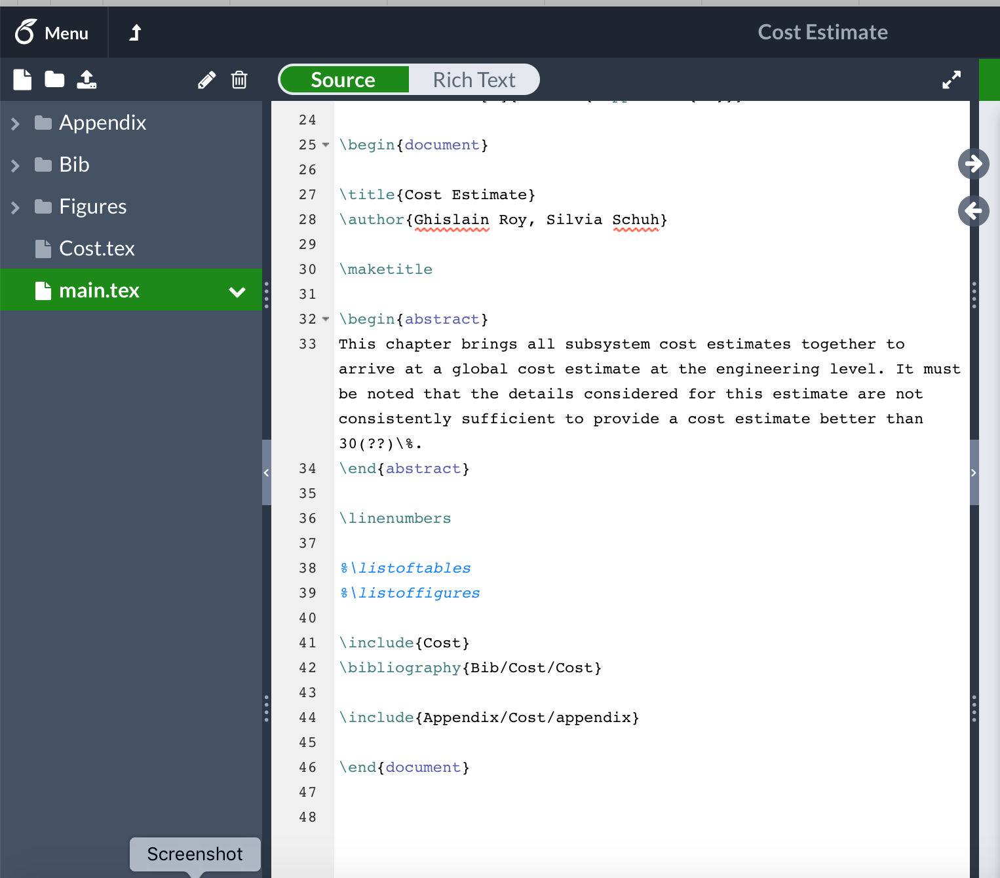 Menu
Cost Estimate
Source
Rich Text
Appendix
Bib
Figures
Cost.tex
main.tex
24
25 \begin{document}
26
27 \title{Cost Estimate}
28 \author{Ghislain Roy, Silvia Schuh}
29
30 \maketitle
31
32 \begin{abstract}
33 This chapter brings all subsystem cost estimates together to
arrive at a global cost estimate at the engineering level. It must
be noted that the details considered for this estimate are not
consistently sufficient to provide a cost estimate better than
30(??)\%.
34 \end{abstract}
35
36 \linenumbers
37
38 %\listoftables
39 %\listoffigures
40
41 \include{Cost}
42 \bibliography{Bib/Cost/Cost}
43
44 \include{Appendix/Cost/appendix}
45
46 \end{document}
47
48
Screenshot